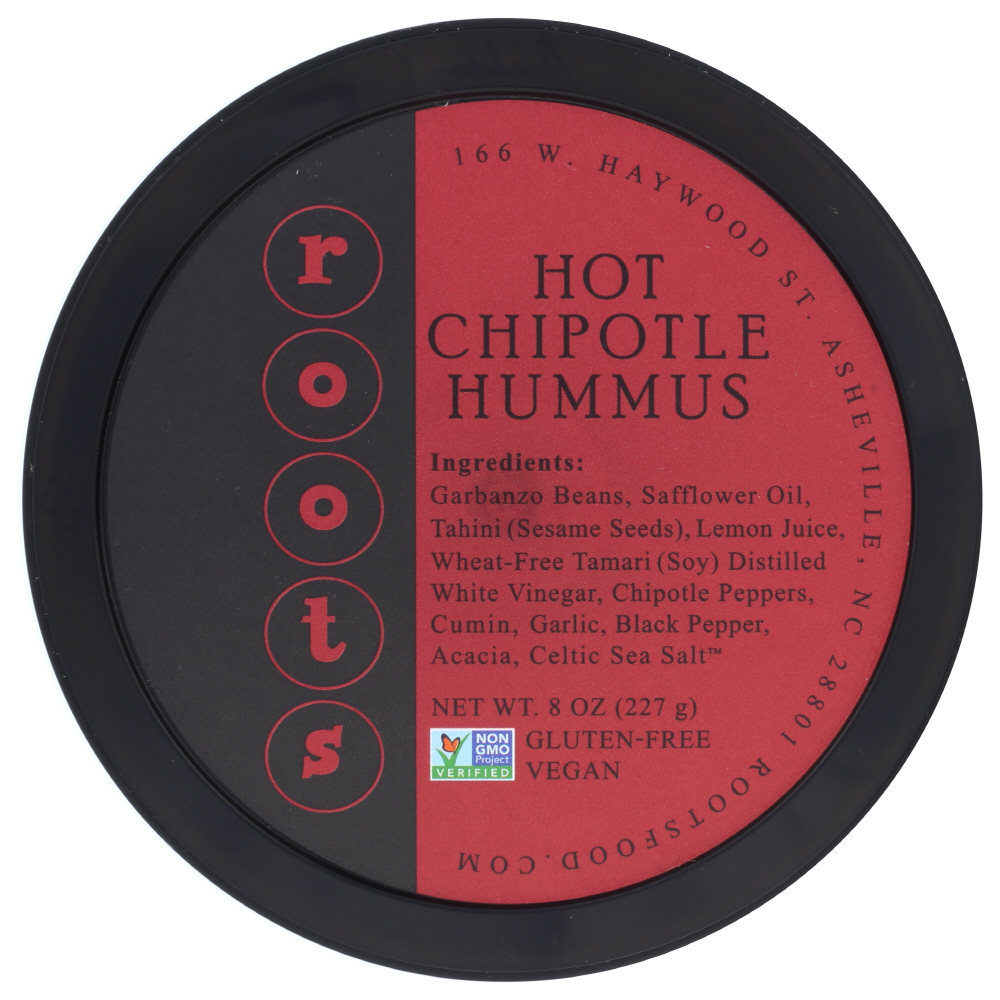 roots
166 W. HAYWOOD ST. ASHEVILLE, NC 28801 ROOTSFOOD.COM
HOT
CHIPOTLE
HUMMUS
Ingredients:
Garbanzo Beans, Safflower Oil,
Tahini (Sesame Seeds), Lemon Juice,
Wheat-Free Tamari (Soy) Distilled
White Vinegar, Chipotle Peppers,
Cumin, Garlic, Black Pepper,
Acacia, Celtic Sea Salt™
NET WT. 8 OZ (227 g)
NON
GMO
Project
VERIFIED
GLUTEN-FREE
VEGAN